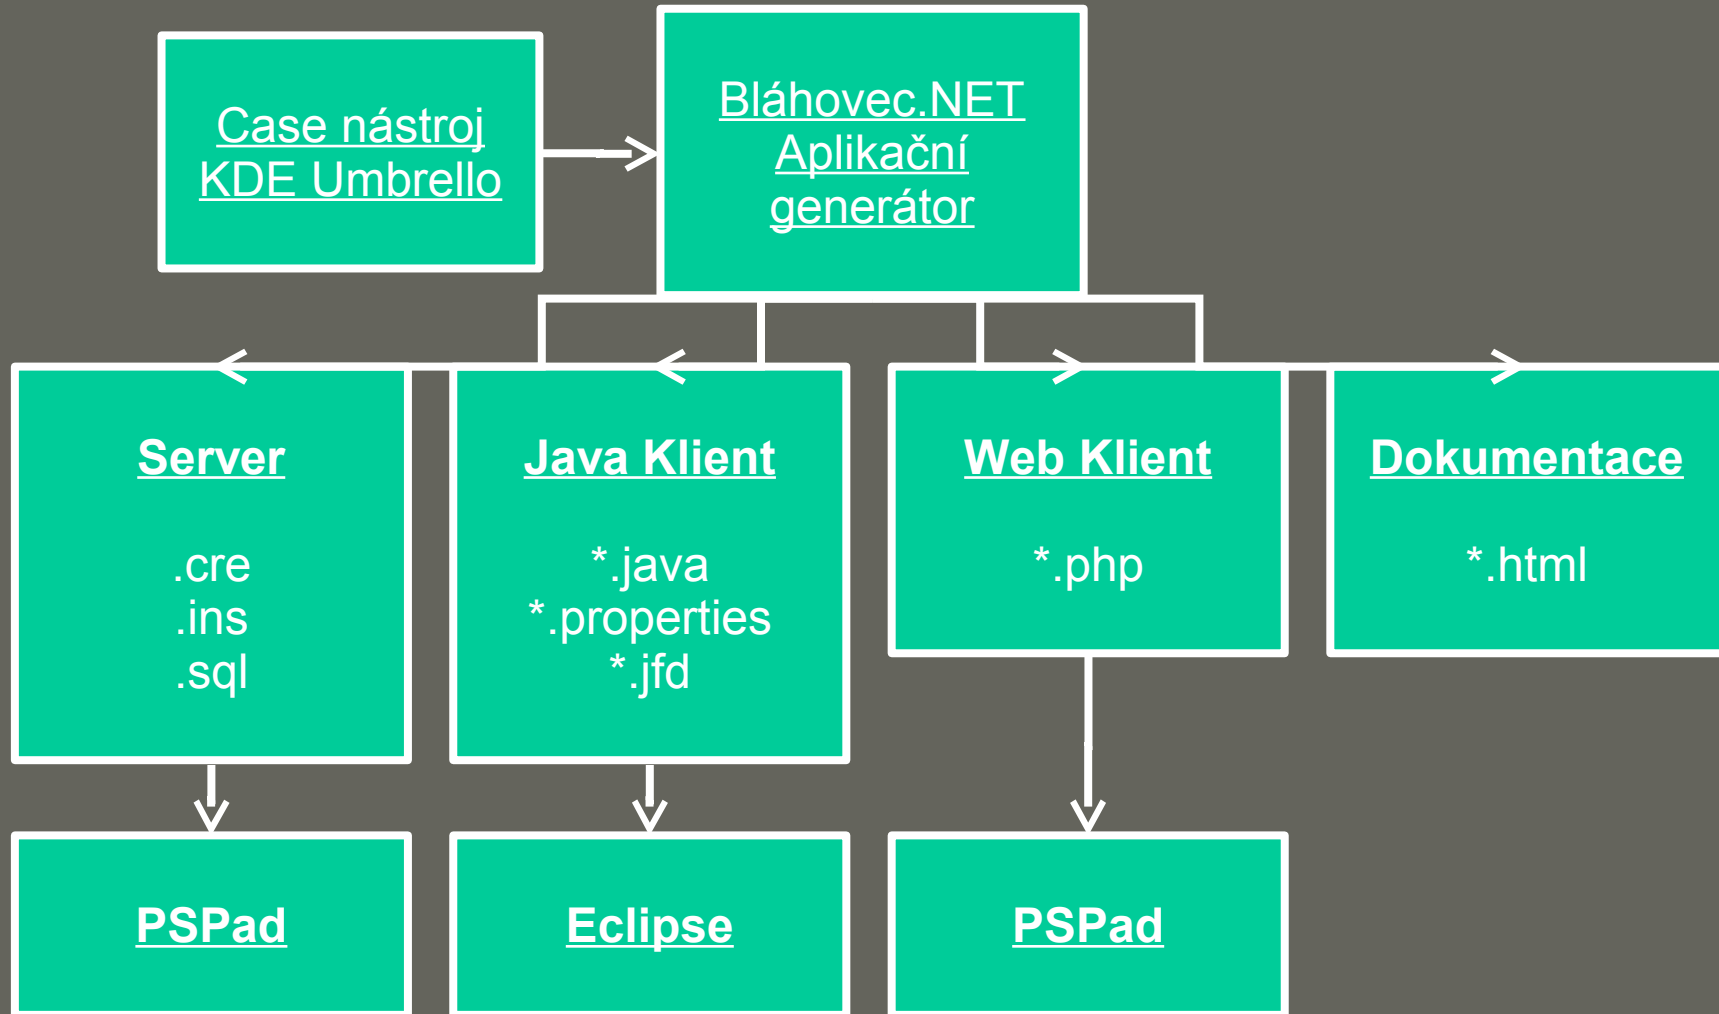 Case nástroj
KDE Umbrello
Bláhovec.NET
Aplikační
generátor
Server
.cre
.ins
.sql
Java Klient
*.java
*.properties
*.jfd
Web Klient
*.php
Dokumentace
*.html
PSPad
Eclipse
PSPad